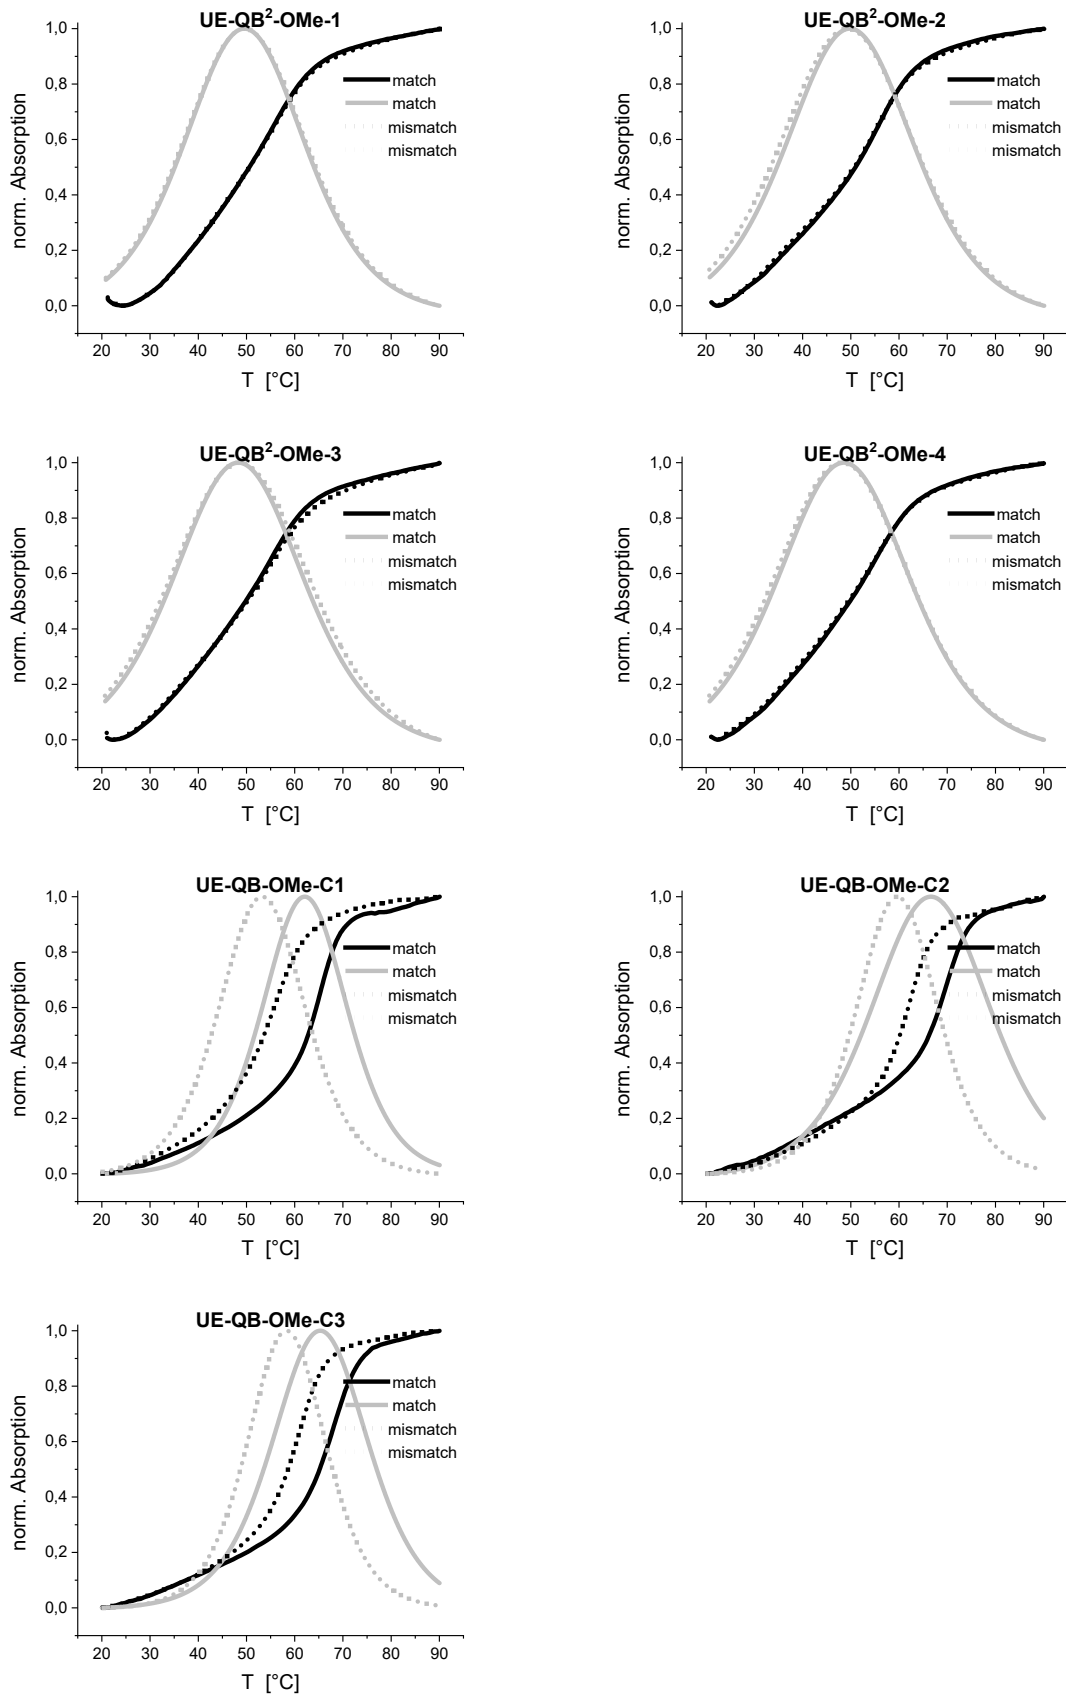 UE-QB²-OMe-1
1,0
0,8
0,6
0,4
0,2
0,0
norm. Absorption
match
match
mismatch
mismatch
20 30 40 50 60 70 80 90
T [°C]
UE-QB²-OMe-2
1,0
0,8
0,6
0,4
0,2
0,0
norm. Absorption
match
match
mismatch
mismatch
20 30 40 50 60 70 80 90
T [°C]
UE-QB²-OMe-3
1,0
0,8
0,6
0,4
0,2
0,0
norm. Absorption
match
match
mismatch
mismatch
20 30 40 50 60 70 80 90
T [°C]
UE-QB²-OMe-4
1,0
0,8
0,6
0,4
0,2
0,0
norm. Absorption
match
match
mismatch
mismatch
20 30 40 50 60 70 80 90
T [°C]
UE-QB-OMe-C1
1,0
0,8
0,6
0,4
0,2
0,0
norm. Absorption
match
match
mismatch
mismatch
20 30 40 50 60 70 80 90
T [°C]
UE-QB-OMe-C2
1,0
0,8
0,6
0,4
0,2
0,0
norm. Absorption
match
match
mismatch
mismatch
20 30 40 50 60 70 80 90
T [°C]
UE-QB-OMe-C3
1,0
0,8
0,6
0,4
0,2
0,0
norm. Absorption
match
match
mismatch
mismatch
20 30 40 50 60 70 80 90
T [°C]